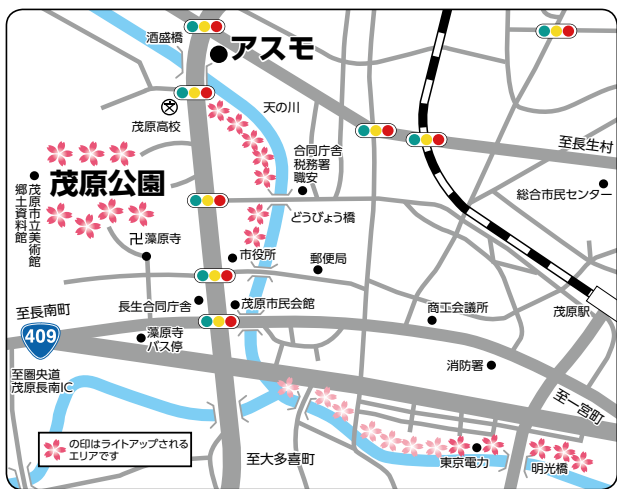 酒盛橋
アスモ
天の川
茂原高校
合同庁舎
税務署
職安
至長生村
総合市民センター
茂原公園
茂原市立美術館
郷土資料館
卍藻原寺
どうびょう橋
市役所
郵便局
至長南町
長生合同庁舎
茂原市民会館
商工会議所
茂原駅
409
藻原寺
バス停
消防署
至圏央道
茂原長南IC
至一宮町
の印はライトアップされる
エリアです
至大多喜町
東京電力
明光橋